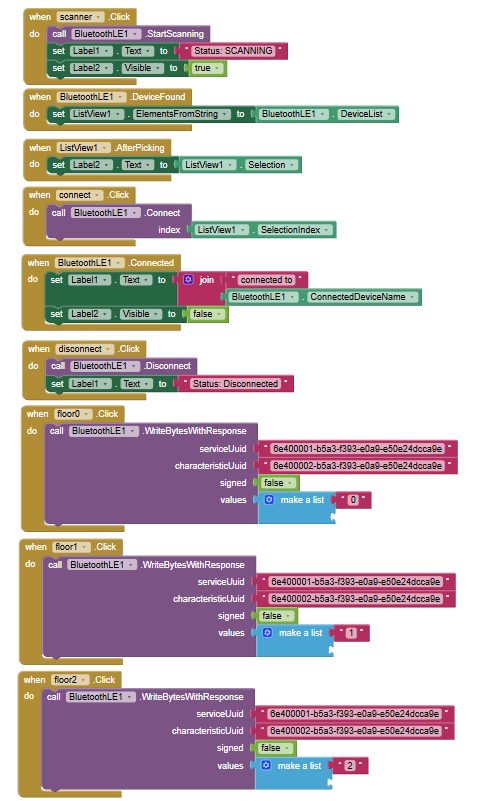 when scanner .Click
do call BluetoothLE1 .StartScanning
set Label1 . Text to " Status: SCANNING "
set Label2 . Visible to true
when BluetoothLE1 .DeviceFound
do set ListView1 . ElementsFromString to BluetoothLE1 . DeviceList
when ListView1 .AfterPicking
do set Label2 . Text to ListView1 . Selection
when connect .Click
do call BluetoothLE1 .Connect
index ListView1 . SelectionIndex
when BluetoothLE1 .Connected
do set Label1 . Text to join " connected to "
BluetoothLE1 . ConnectedDeviceName
set Label2 . Visible to false
when disconnect .Click
do call BluetoothLE1 .Disconnect
set Label1 . Text to " Status: Disconnected "
when floor0 .Click
do call BluetoothLE1 .WriteBytesWithResponse
serviceUuid " 6e400001-b5a3-f393-e0a9-e50e24dcca9e "
characteristicUuid " 6e400002-b5a3-f393-e0a9-e50e24dcca9e "
signed false
values make a list " 0 "
when floor1 .Click
do call BluetoothLE1 .WriteBytesWithResponse
serviceUuid " 6e400001-b5a3-f393-e0a9-e50e24dcca9e "
characteristicUuid " 6e400002-b5a3-f393-e0a9-e50e24dcca9e "
signed false
values make a list " 1 "
when floor2 .Click
do call BluetoothLE1 .WriteBytesWithResponse
serviceUuid " 6e400001-b5a3-f393-e0a9-e50e24dcca9e "
characteristicUuid " 6e400002-b5a3-f393-e0a9-e50e24dcca9e "
signed false
values make a list " 2 "